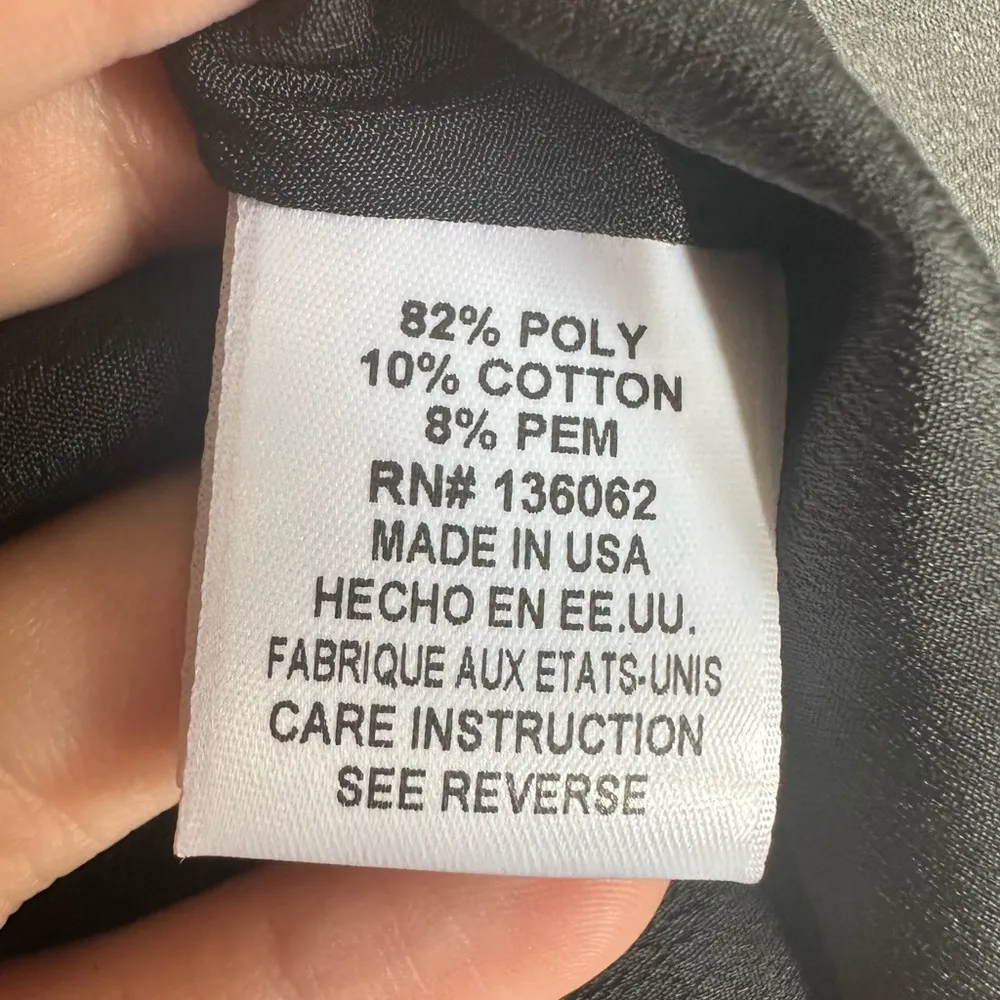 82% POLY
10% COTTON
8% PEM
RN# 136062
MADE IN USA
HECHO EN EE.UU.
FABRIQUE AUX ETATS-UNIS
CARE INSTRUCTION
SEE REVERSE